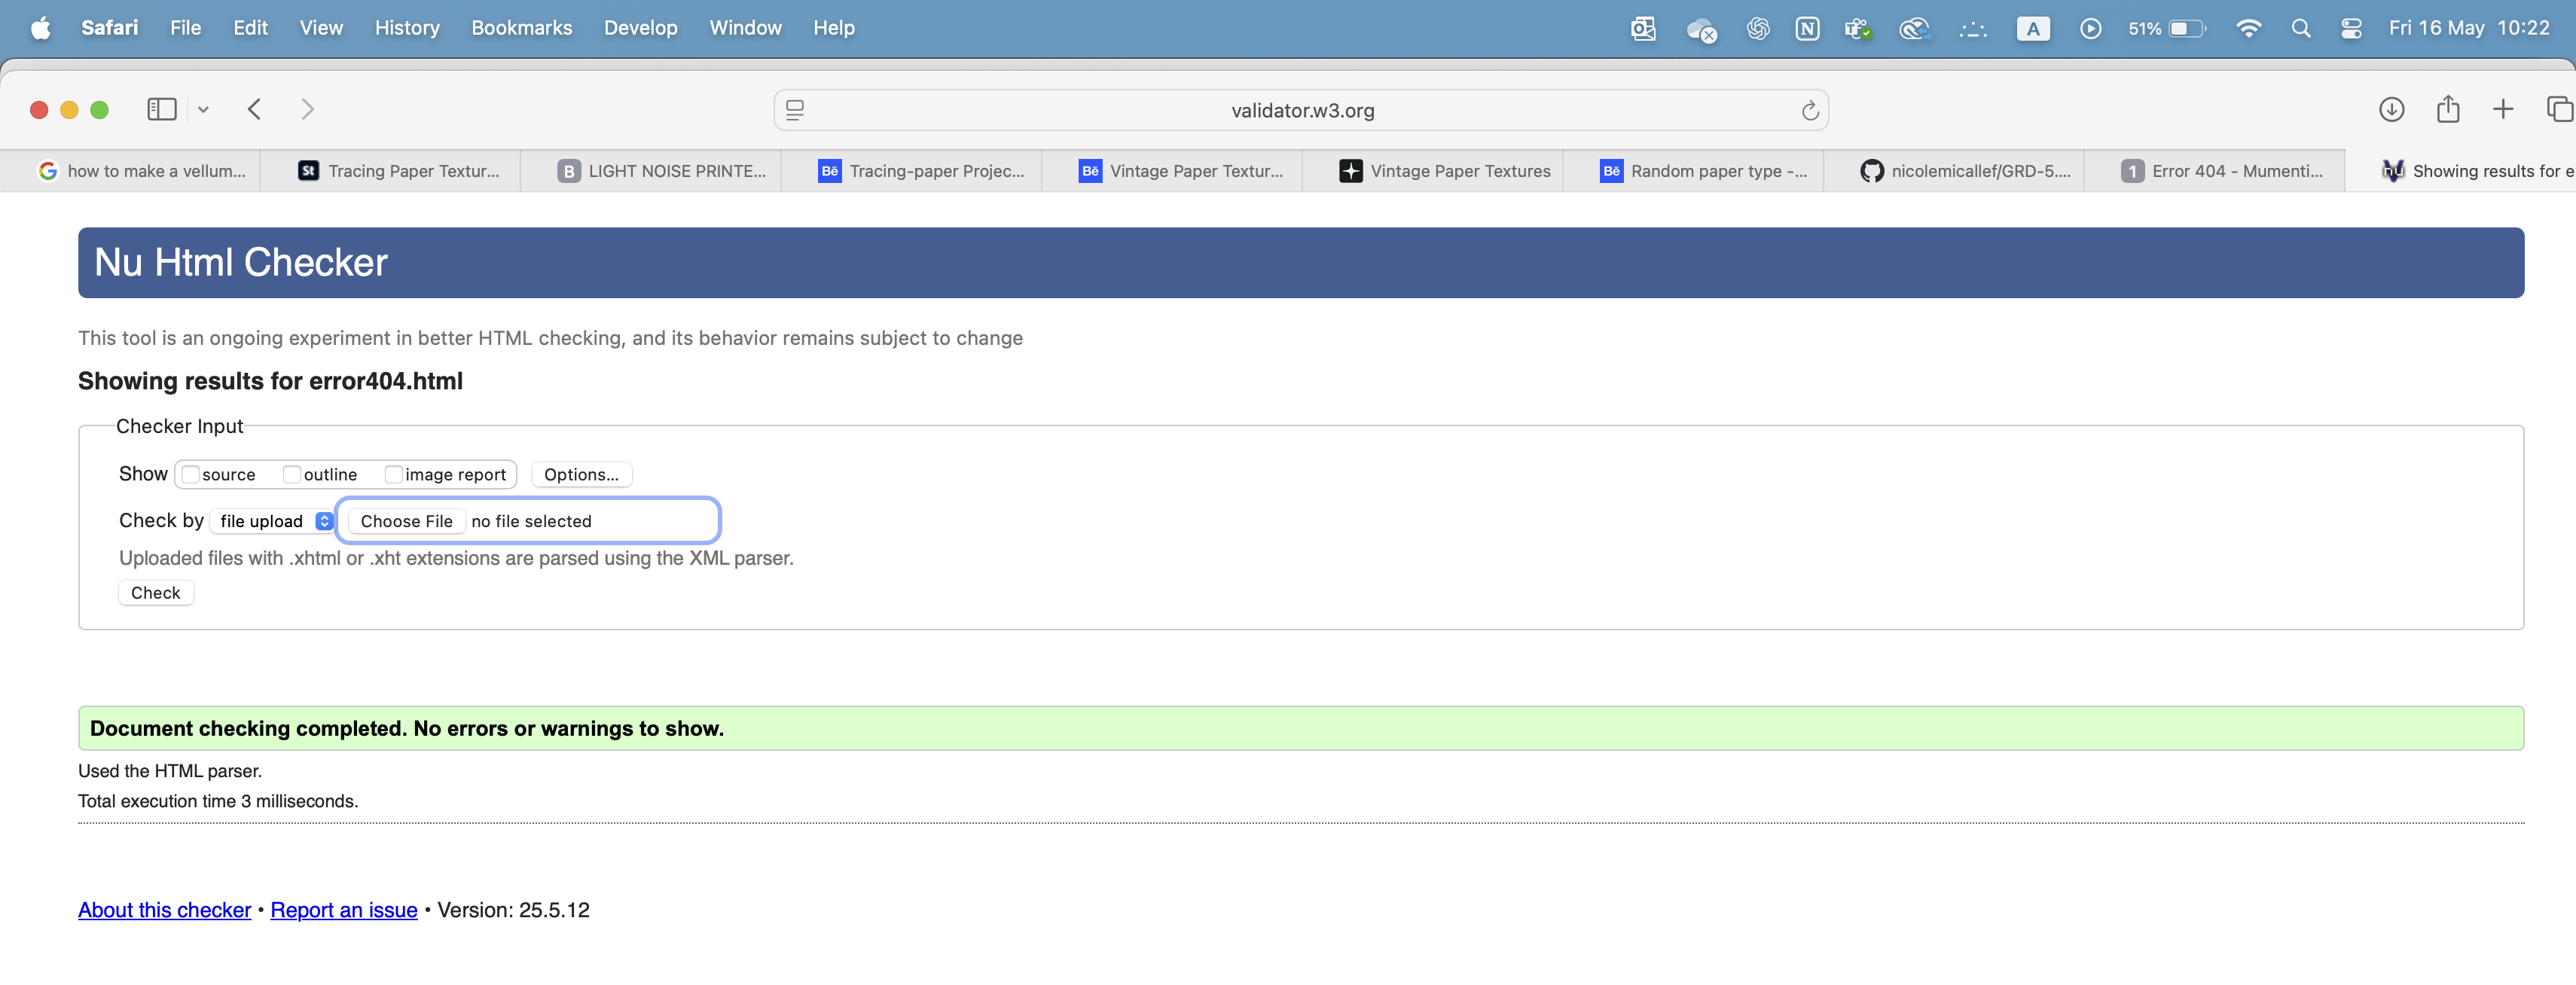 Safari File Edit View History Bookmarks Develop Window Help A 51% Fri 16 May 10:22
validator.w3.org
how to make a vellum... St Tracing Paper Textur... B LIGHT NOISE PRINTE... Bē Tracing-paper Projec... Bē Vintage Paper Textur... Vintage Paper Textures Bē Random paper type -... nicolemicallef/GRD-5.... 1 Error 404 - Mumenti... nu Showing results for e
Nu Html Checker
This tool is an ongoing experiment in better HTML checking, and its behavior remains subject to change
Showing results for error404.html
Checker Input
Show source outline image report Options...
Check by file upload Choose File no file selected
Uploaded files with .xhtml or .xht extensions are parsed using the XML parser.
Check
Document checking completed. No errors or warnings to show.
Used the HTML parser.
Total execution time 3 milliseconds.
About this checker • Report an issue • Version: 25.5.12